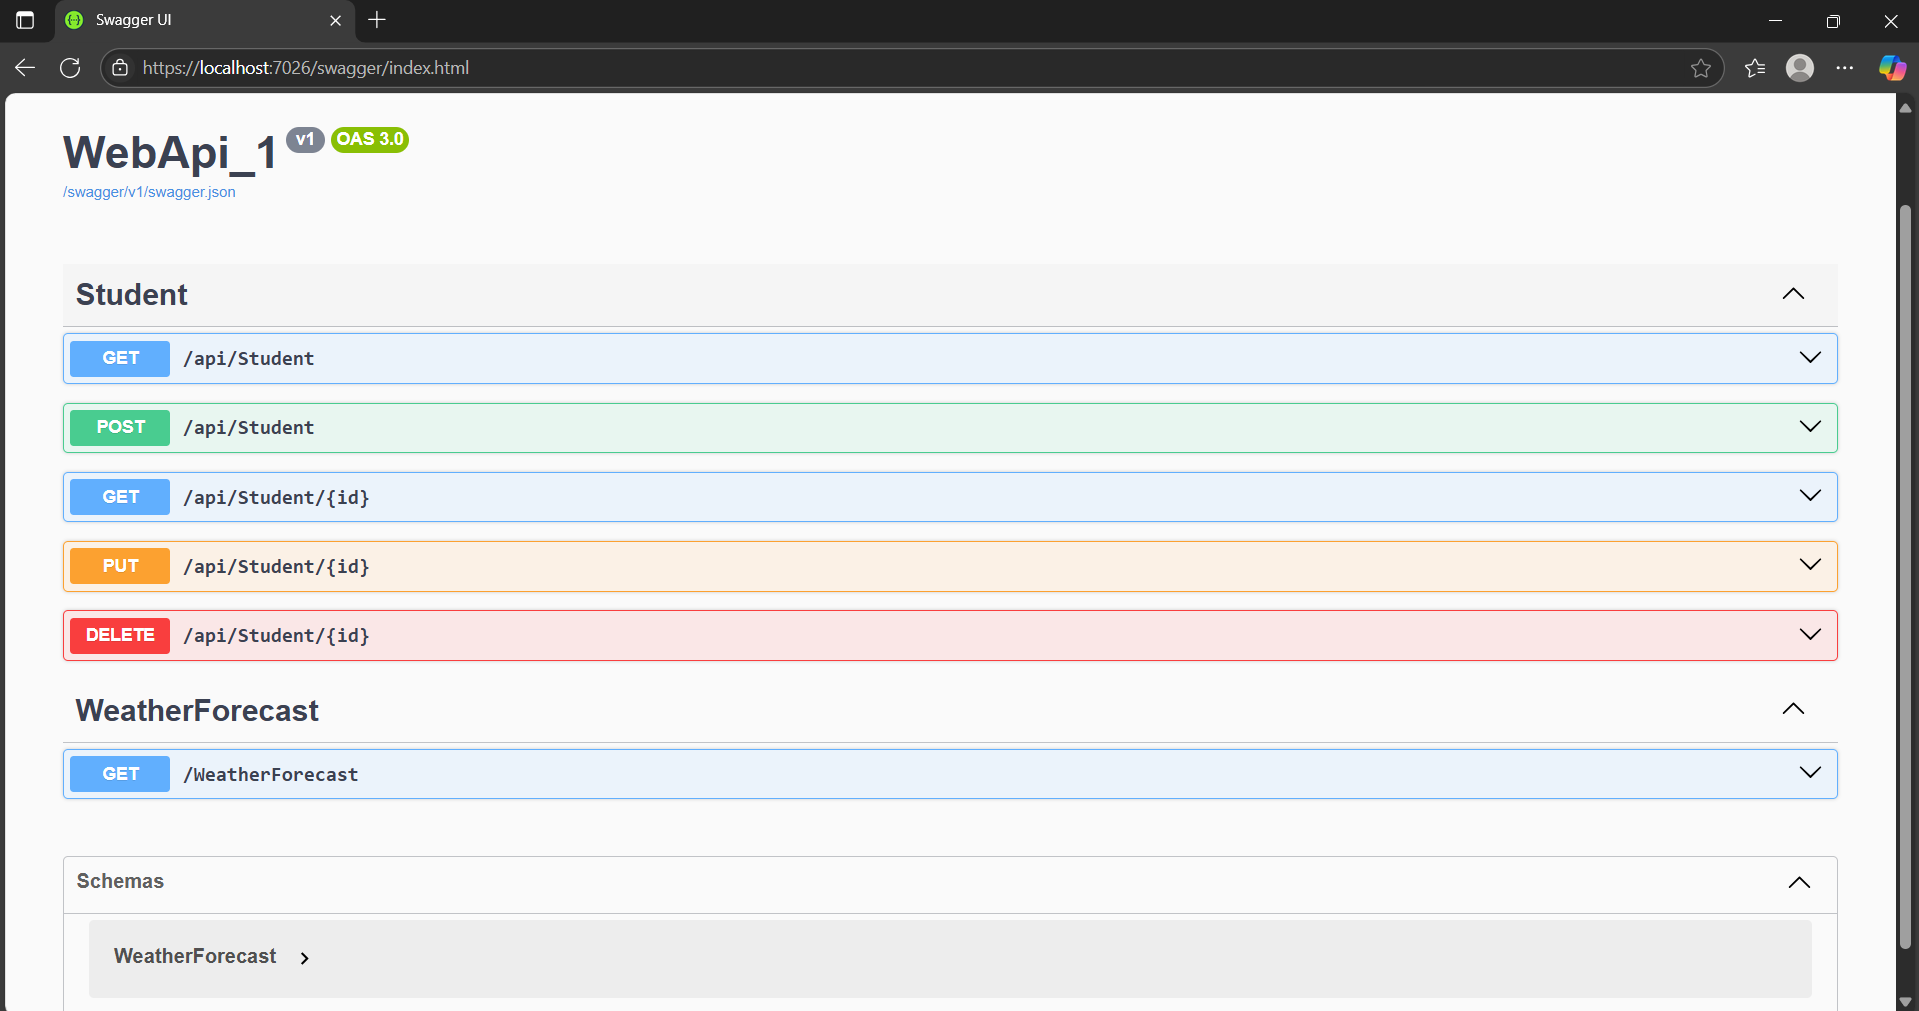 Swagger UI
https://localhost:7026/swagger/index.html
WebApi_1 v1 OAS 3.0
/swagger/v1/swagger.json
Student
GET /api/Student
POST /api/Student
GET /api/Student/{id}
PUT /api/Student/{id}
DELETE /api/Student/{id}
WeatherForecast
GET /WeatherForecast
Schemas
WeatherForecast